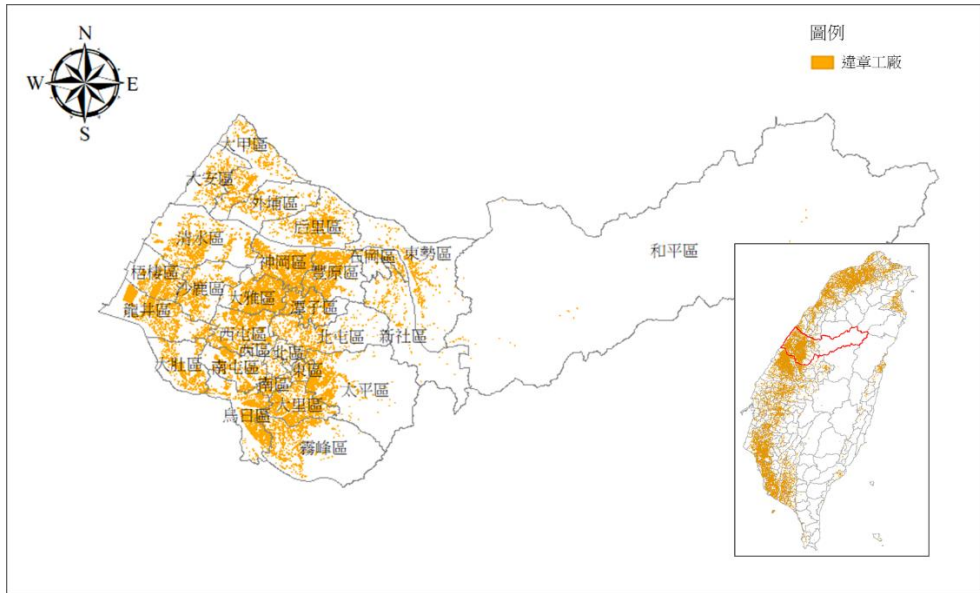 N
W
E
S
圖例
違章工廠
大甲區
大安區
外埔區
后里區
清水區
神岡區
豐原區
石岡區
東勢區
和平區
梧棲區
沙鹿區
大雅區
潭子區
龍井區
西屯區
北屯區
新社區
西區
北區
大肚區
南屯區
東區
南區
太平區
大里區
烏日區
霧峰區